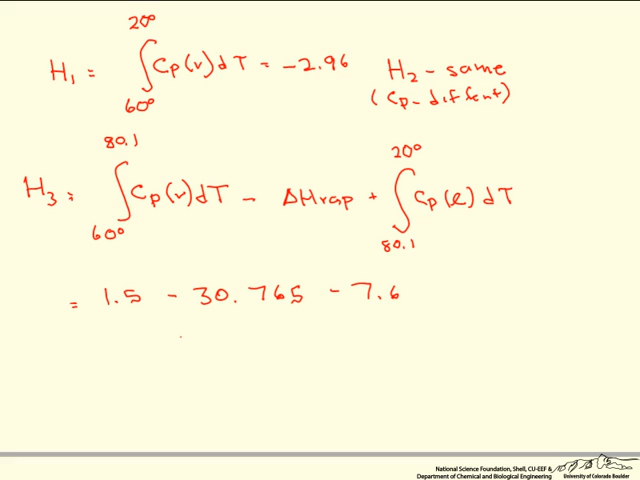 H₁ = ∫₆₀°²⁰° Cp(v)dT = -2.96
H₂ - same
(Cp - different)
H₃ = ∫₆₀°⁸⁰·¹ Cp(v)dT - ΔHvap + ∫₈₀.₁²⁰° Cp(l)dT
= 1.5 - 30.765 - 7.6
National Science Foundation, Shell, CU-EEF &
Department of Chemical and Biological Engineering
University of Colorado Boulder